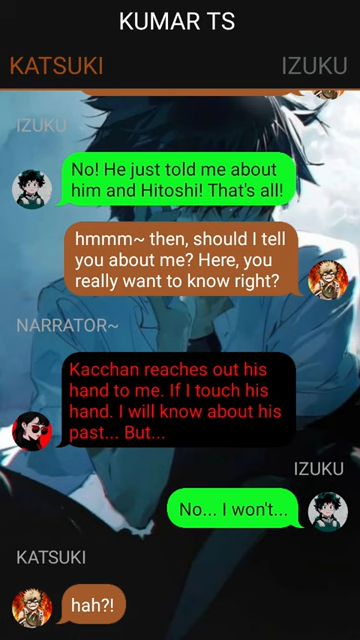 KUMAR TS
KATSUKI
IZUKU
IZUKU
No! He just told me about
him and Hitoshi! That's all!
hmmm~ then, should I tell
you about me? Here, you
really want to know right?
NARRATOR~
Kacchan reaches out his
hand to me. If I touch his
hand. I will know about his
past... But...
IZUKU
No... I won't...
KATSUKI
hah?!